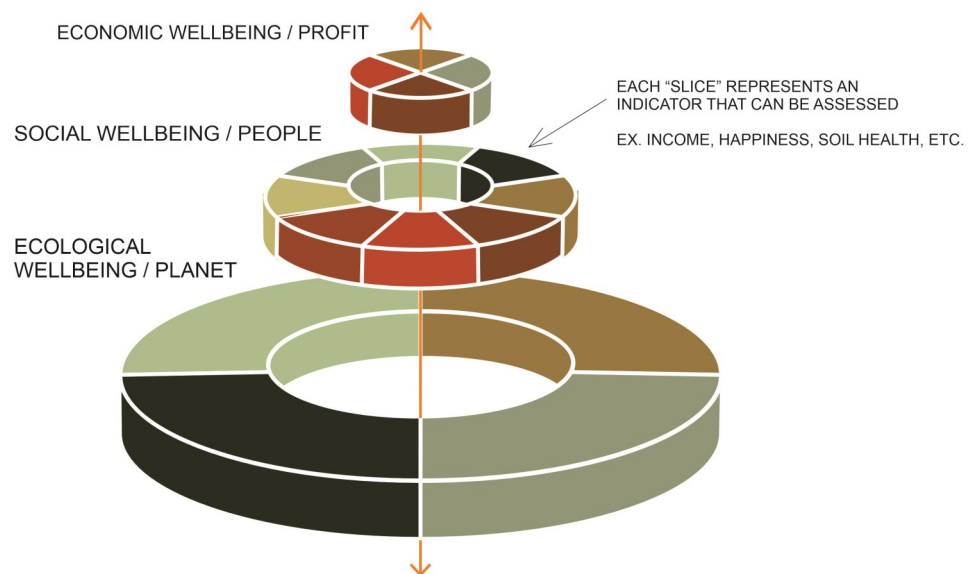 ECONOMIC WELLBEING / PROFIT
EACH “SLICE” REPRESENTS AN
INDICATOR THAT CAN BE ASSESSED
EX. INCOME, HAPPINESS, SOIL HEALTH, ETC.
SOCIAL WELLBEING / PEOPLE
ECOLOGICAL
WELLBEING / PLANET